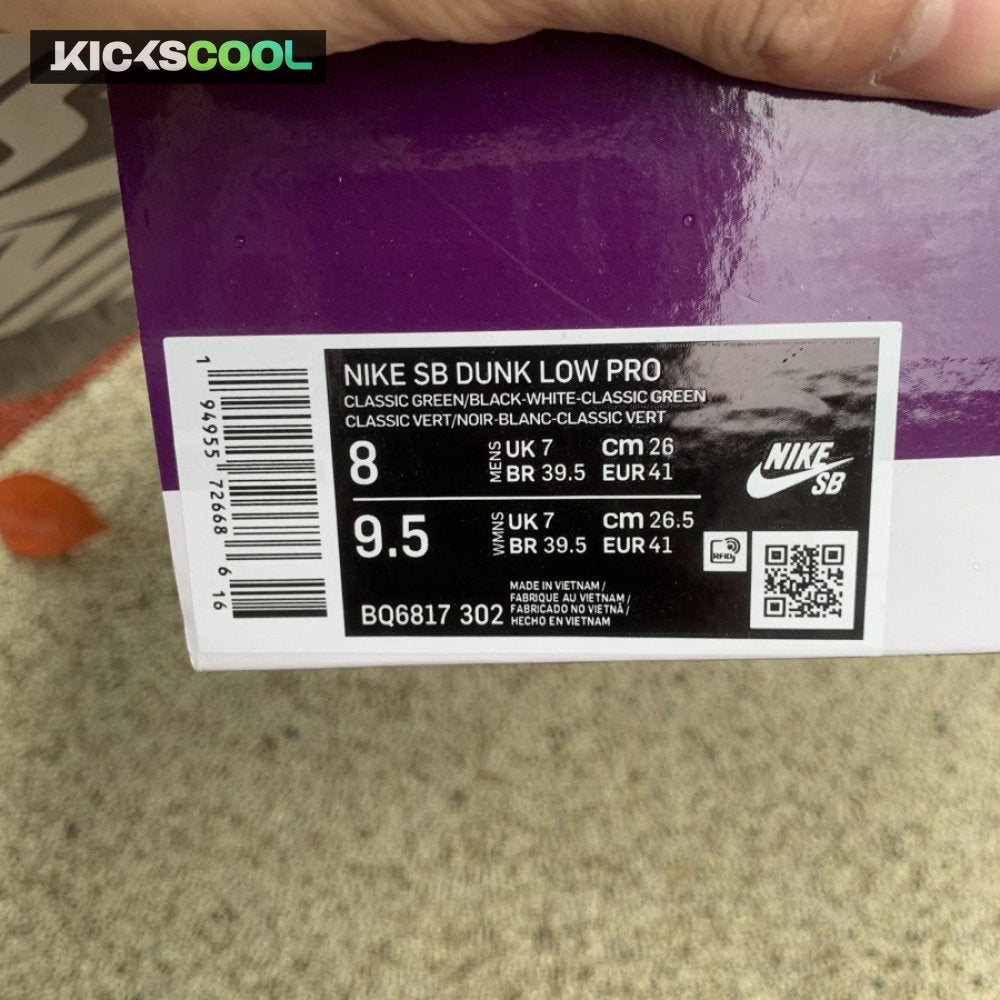 KICKSCOOL
NIKE SB DUNK LOW PRO
CLASSIC GREEN/BLACK-WHITE-CLASSIC GREEN
CLASSIC VERT/NOIR-BLANC-CLASSIC VERT
8 MENS UK 7 cm 26
BR 39.5 EUR 41
9.5 WMNS UK 7 cm 26.5
BR 39.5 EUR 41
NIKE
SB
RFID
BQ6817 302
MADE IN VIETNAM /
FABRIQUE AU VIETNAM /
FABRICADO NO VIETNÃ /
HECHO EN VIETNAM
1 94955 72668 6 16